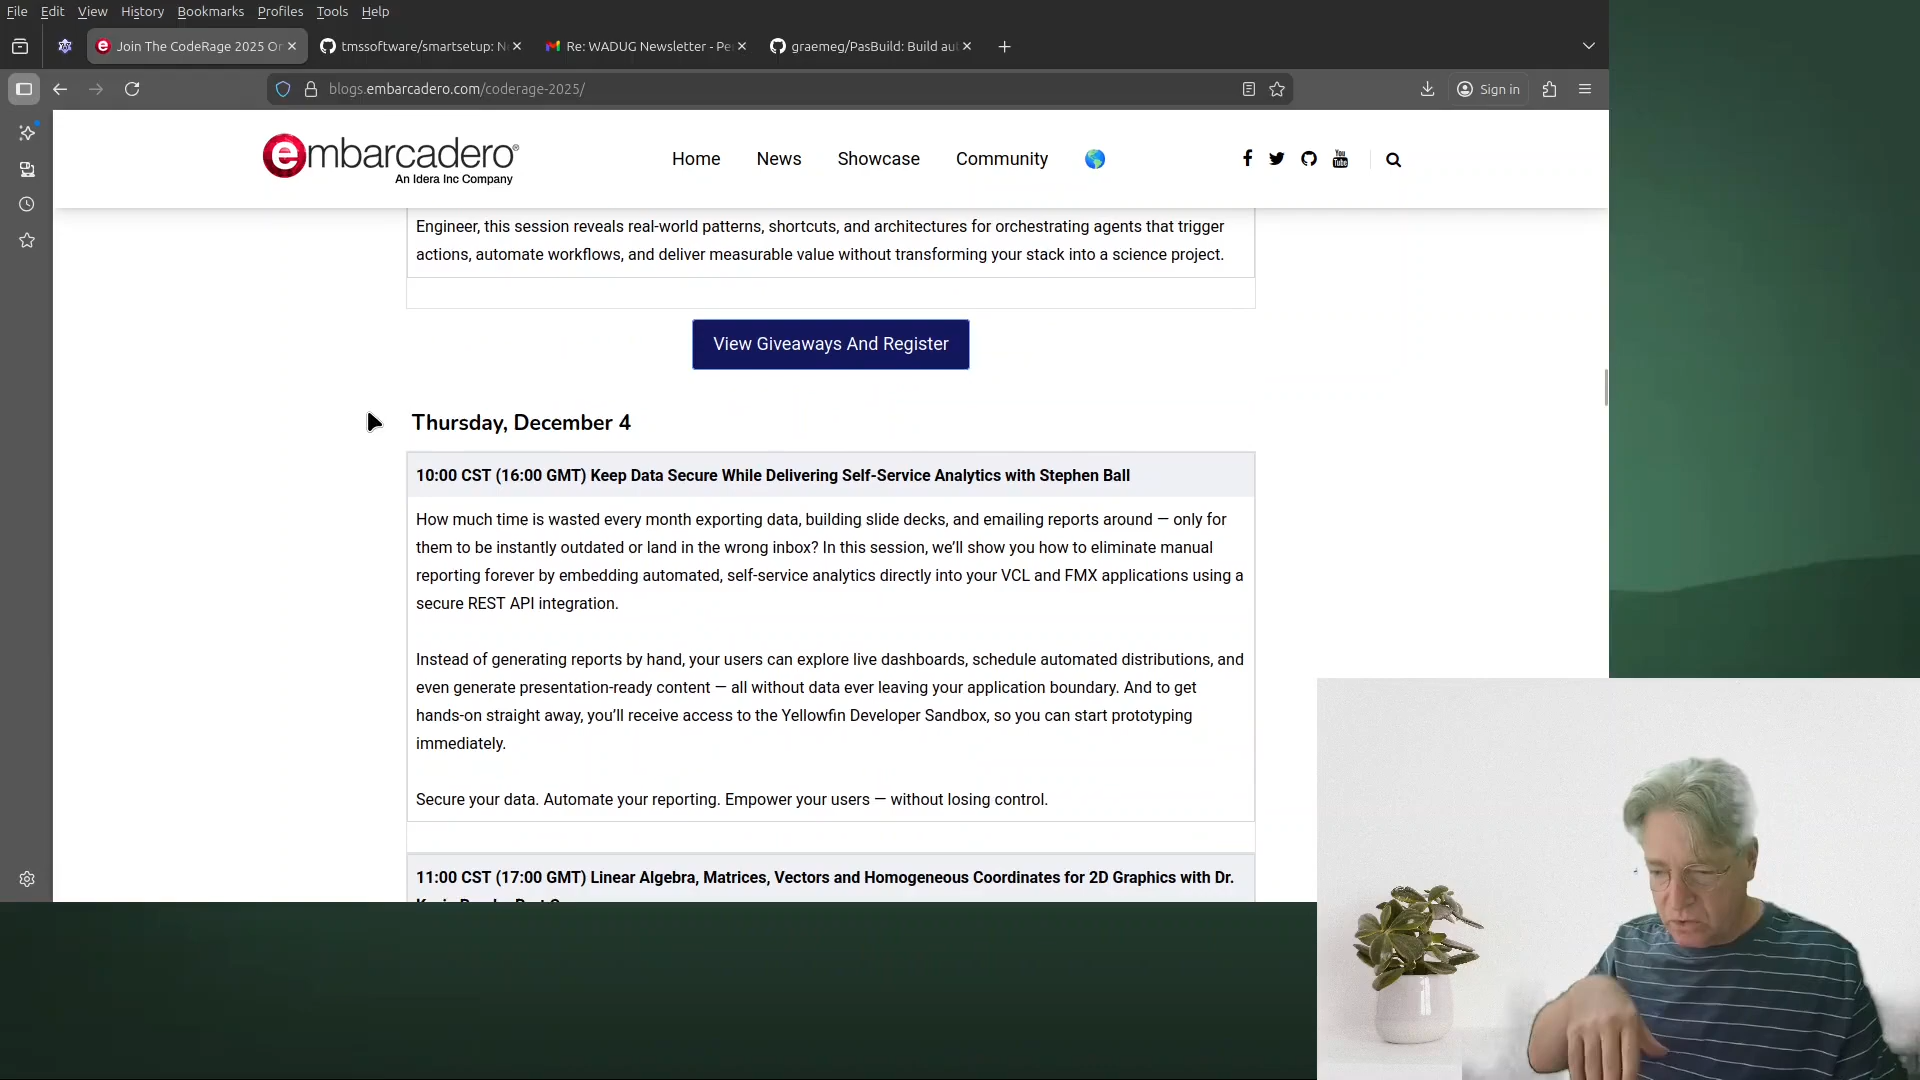 File Edit View History Bookmarks Profiles Tools Help
Join The CodeRage 2025 On
tmssoftware/smartsetup: N
Re: WADUG Newsletter - Pe
graemeg/PasBuild: Build au
blogs.embarcadero.com/coderage-2025/
Sign in
embarcadero®
An Idera Inc Company
Home News Showcase Community
You Tube
Engineer, this session reveals real-world patterns, shortcuts, and architectures for orchestrating agents that trigger
actions, automate workflows, and deliver measurable value without transforming your stack into a science project.
View Giveaways And Register
Thursday, December 4
10:00 CST (16:00 GMT) Keep Data Secure While Delivering Self-Service Analytics with Stephen Ball
How much time is wasted every month exporting data, building slide decks, and emailing reports around — only for
them to be instantly outdated or land in the wrong inbox? In this session, we’ll show you how to eliminate manual
reporting forever by embedding automated, self-service analytics directly into your VCL and FMX applications using a
secure REST API integration.
Instead of generating reports by hand, your users can explore live dashboards, schedule automated distributions, and
even generate presentation-ready content — all without data ever leaving your application boundary. And to get
hands-on straight away, you’ll receive access to the Yellowfin Developer Sandbox, so you can start prototyping
immediately.
Secure your data. Automate your reporting. Empower your users — without losing control.
11:00 CST (17:00 GMT) Linear Algebra, Matrices, Vectors and Homogeneous Coordinates for 2D Graphics with Dr.